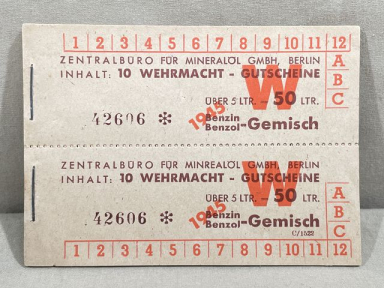 1 2 3 4 5 6 7 8 9 10 11 12
ZENTRALBÜRO FÜR MINERALÖL GMBH, BERLIN
INHALT: 10 WEHRMACHT - GUTSCHEINE
W
A
B
C
ÜBER 5 LTR. - 50 LTR.
1945
42606 *
Benzin
Benzol-Gemisch
ZENTRALBÜRO FÜR MINREALÖL GMBH, BERLIN
INHALT: 10 WEHRMACHT - GUTSCHEINE
W
A
B
C
ÜBER 5 LTR. - 50 LTR.
1945
42606 *
Benzin
Benzol-Gemisch
C/1522
1 2 3 4 5 6 7 8 9 10 11 12